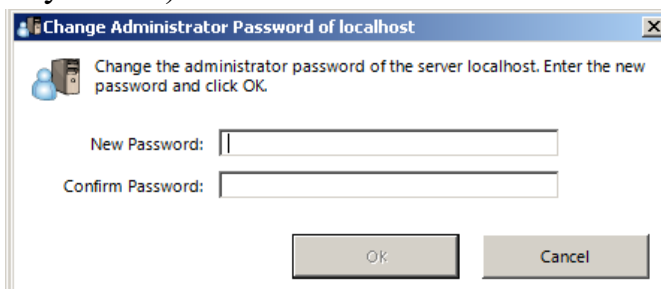 Change Administrator Password of localhost
Change the administrator password of the server localhost. Enter the new
password and click OK.
New Password:
Confirm Password:
OK
Cancel